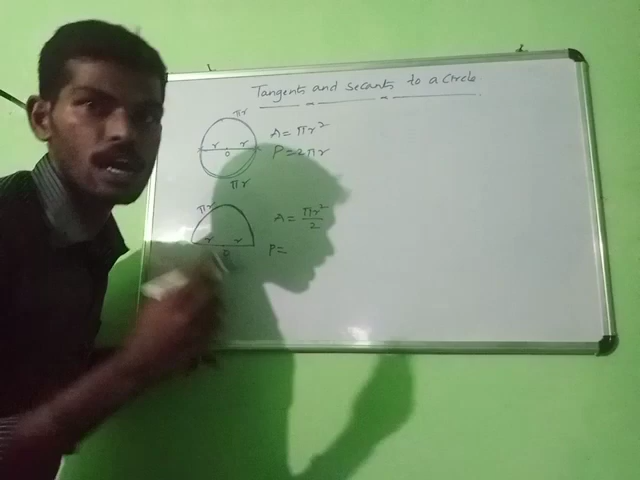 Tangents and secants to a circle
πr
r r
O
πr
A = πr²
P = 2πr
πr
r r
O
A = πr²/2
P =